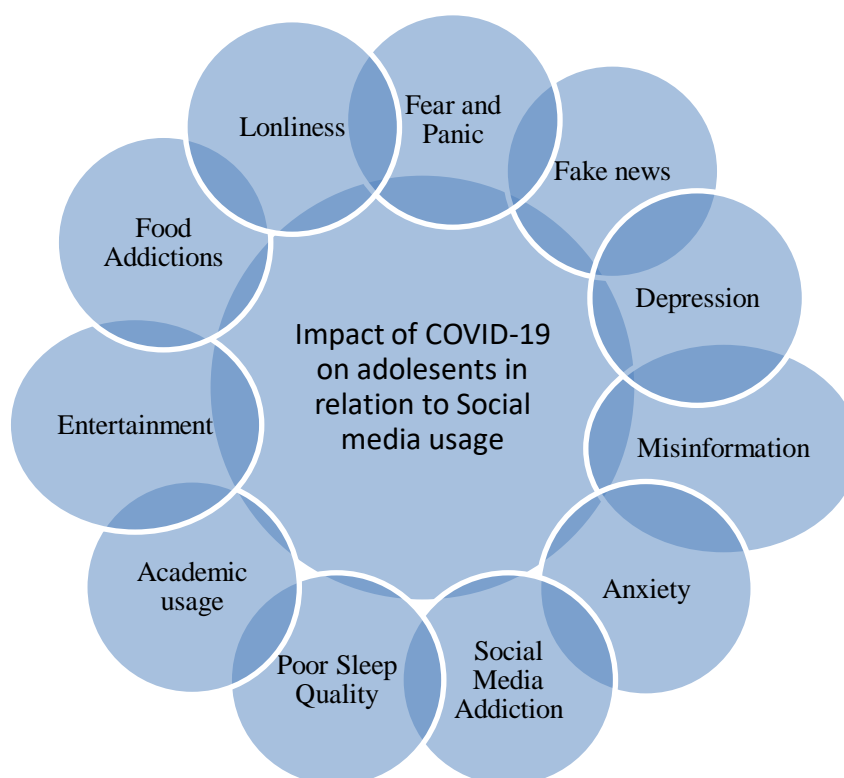 Fear and
Panic
Fake news
Depression
Misinformation
Anxiety
Social
Media
Addiction
Poor Sleep
Quality
Academic
usage
Entertainment
Food
Addictions
Lonliness
Impact of COVID-19
on adolesents in
relation to Social
media usage